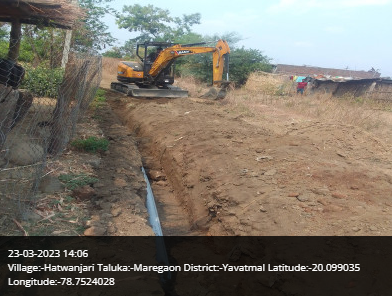 23-03-2023 14:06
Village:-Hatwanjari Taluka:-Maregaon District:-Yavatmal Latitude:-20.099035
Longitude:-78.7524028